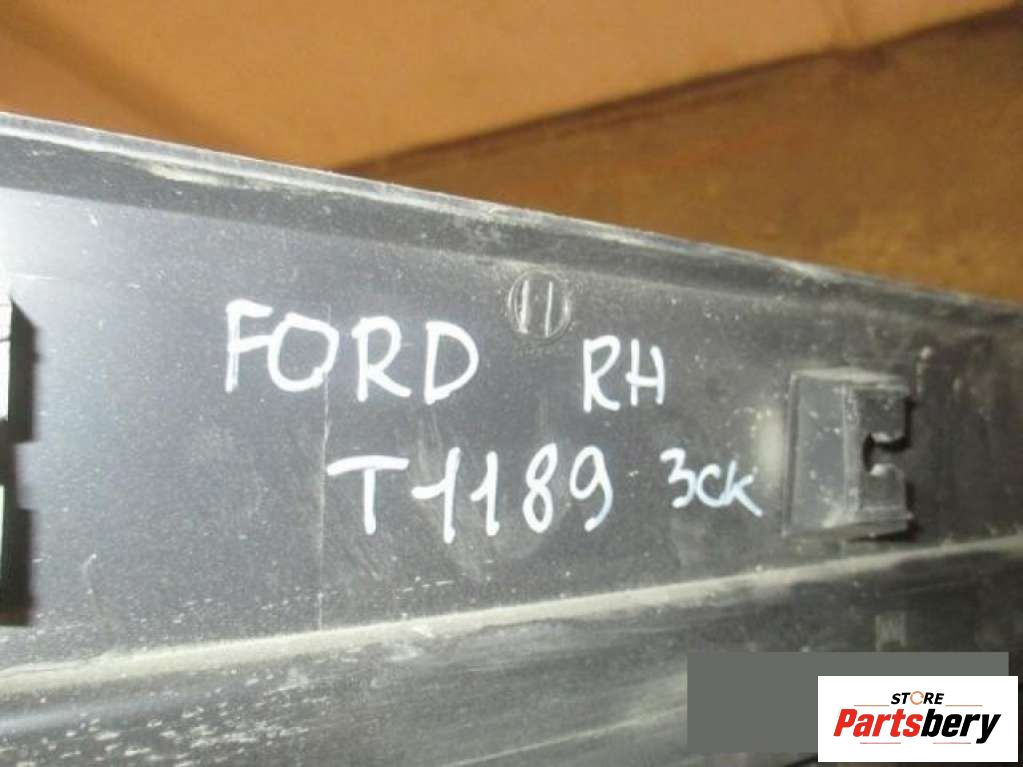 FORD RH
T1189 3ck
STORE
Partsbery